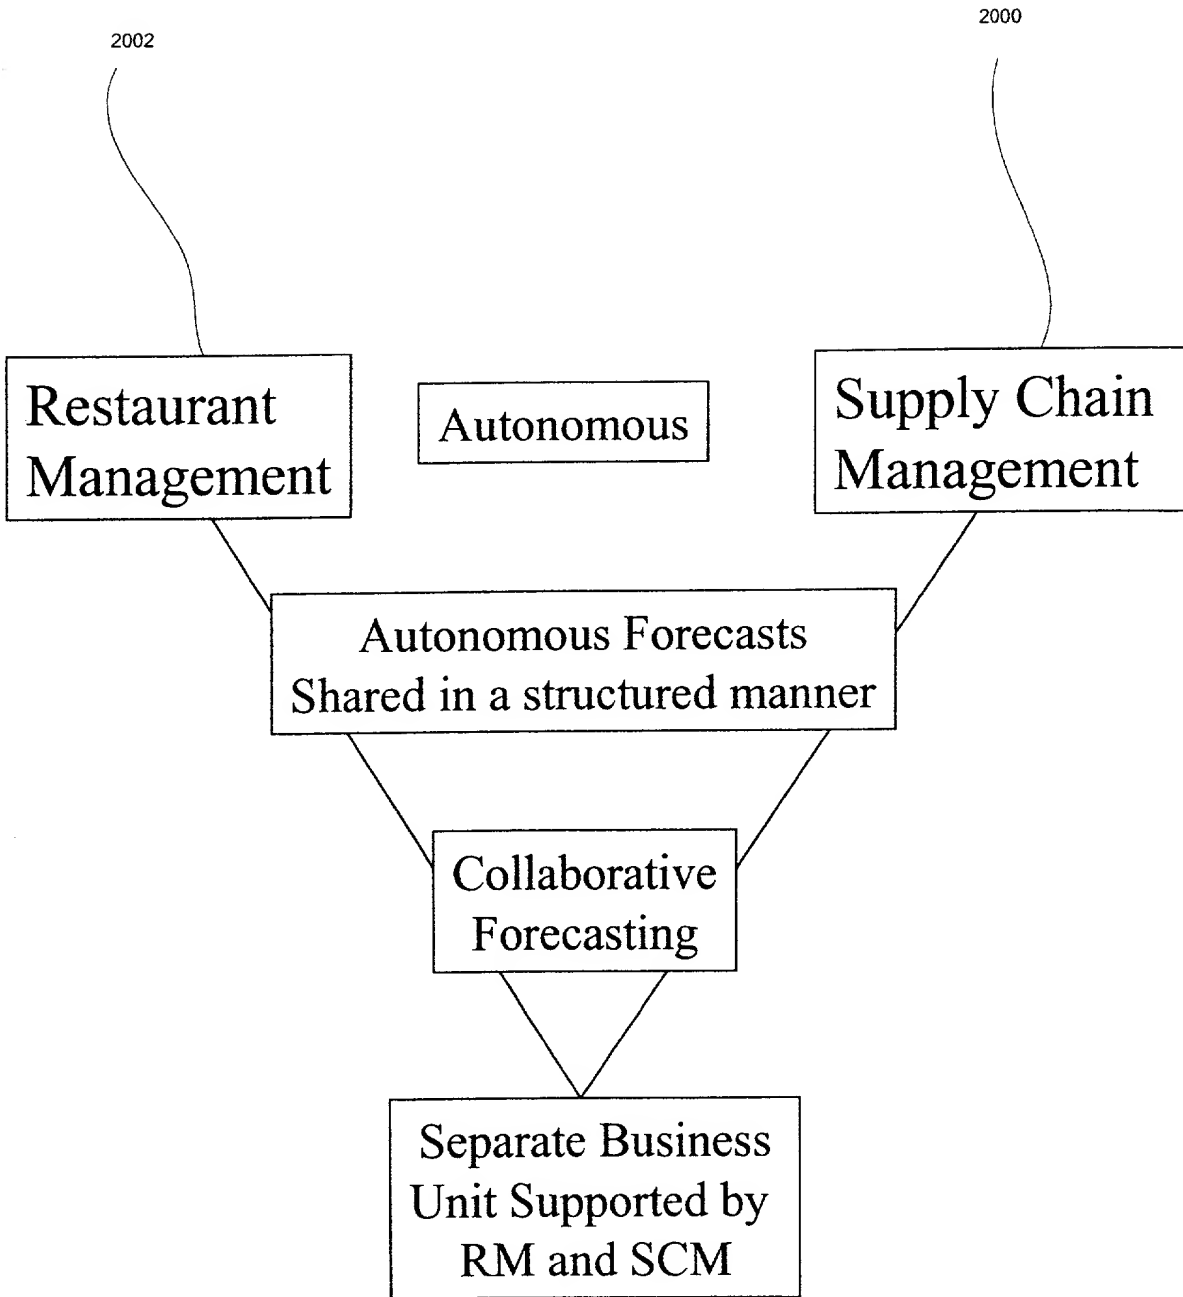 2002
2000
Restaurant
Management
Autonomous
Supply Chain
Management
Autonomous Forecasts
Shared in a structured manner
Collaborative
Forecasting
Separate Business
Unit Supported by
RM and SCM